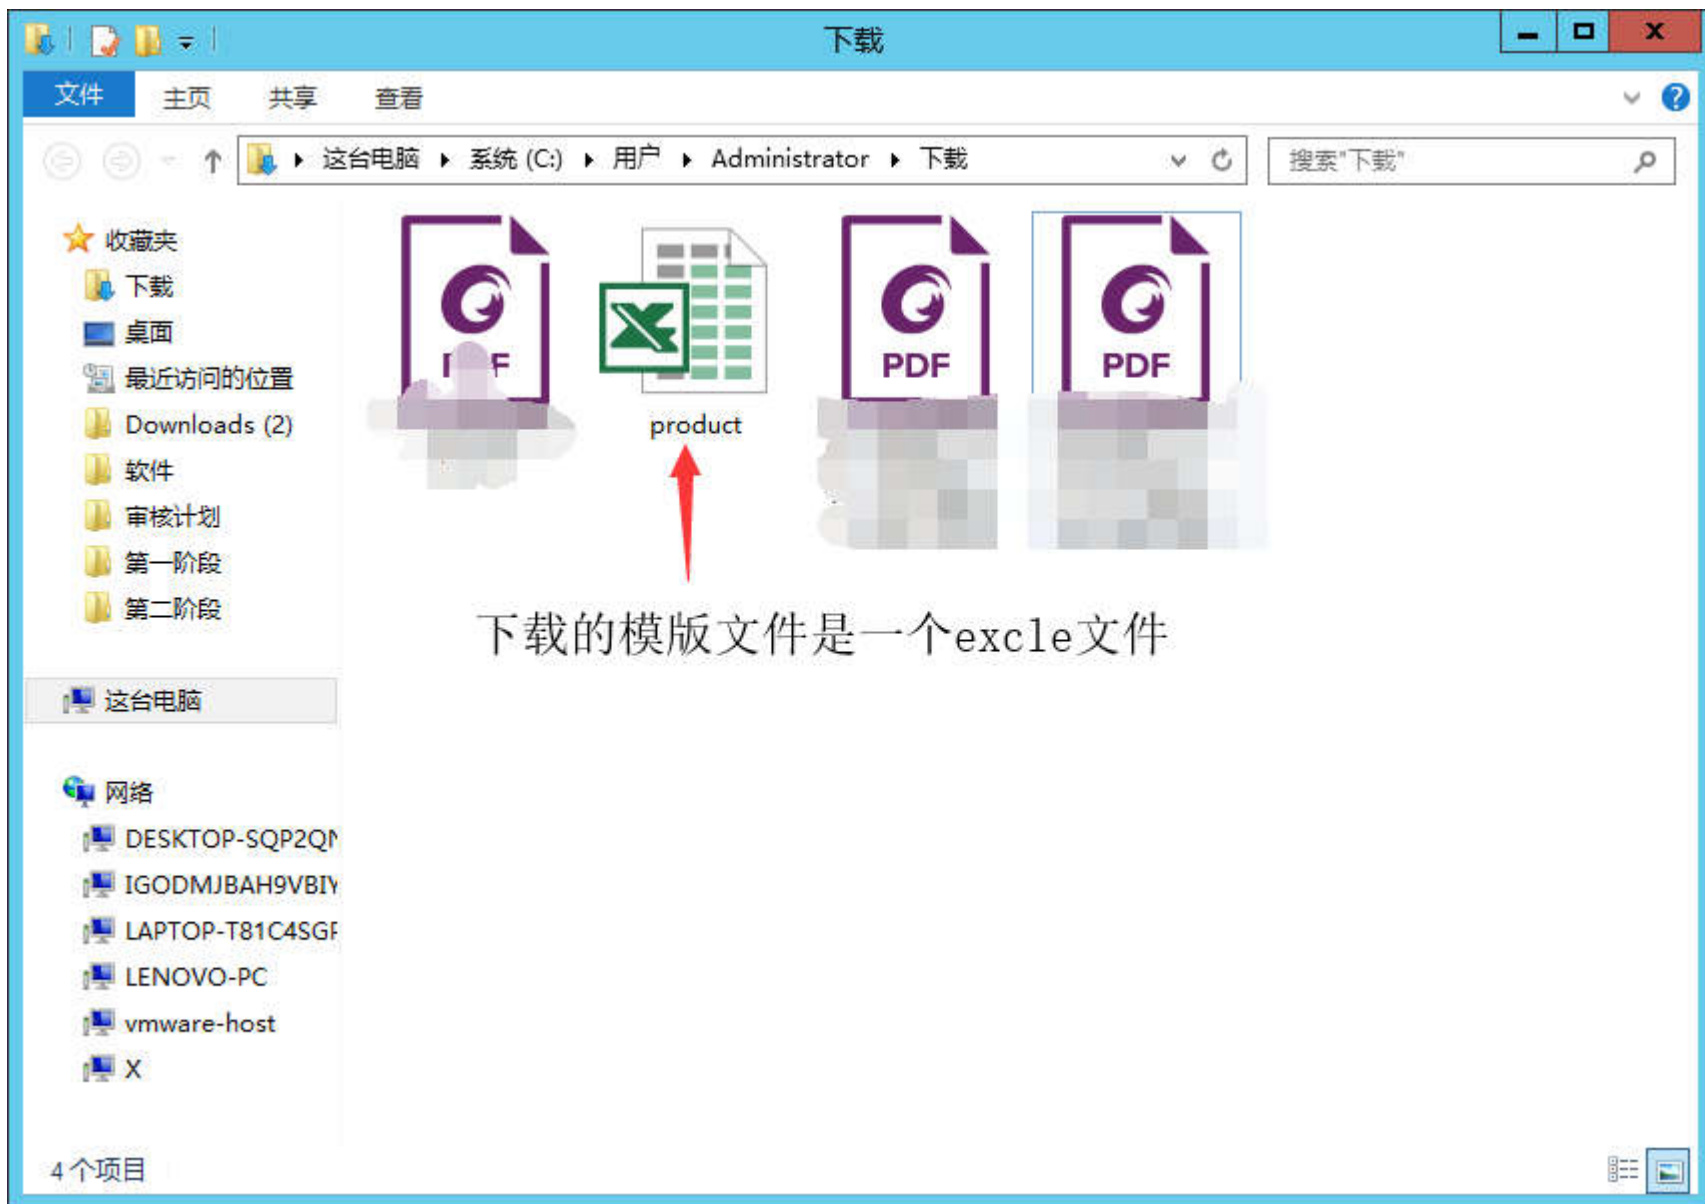 下载
文件 主页 共享 查看
这台电脑 系统 (C:) 用户 Administrator 下载
搜索"下载"
收藏夹
下载
桌面
最近访问的位置
Downloads (2)
软件
审核计划
第一阶段
第二阶段
这台电脑
网络
DESKTOP-SQP2QN
IGODMJBAH9VBIY
LAPTOP-T81C4SGF
LENOVO-PC
vmware-host
X
PDF
PDF
product
下载的模版文件是一个excle文件
4 个项目